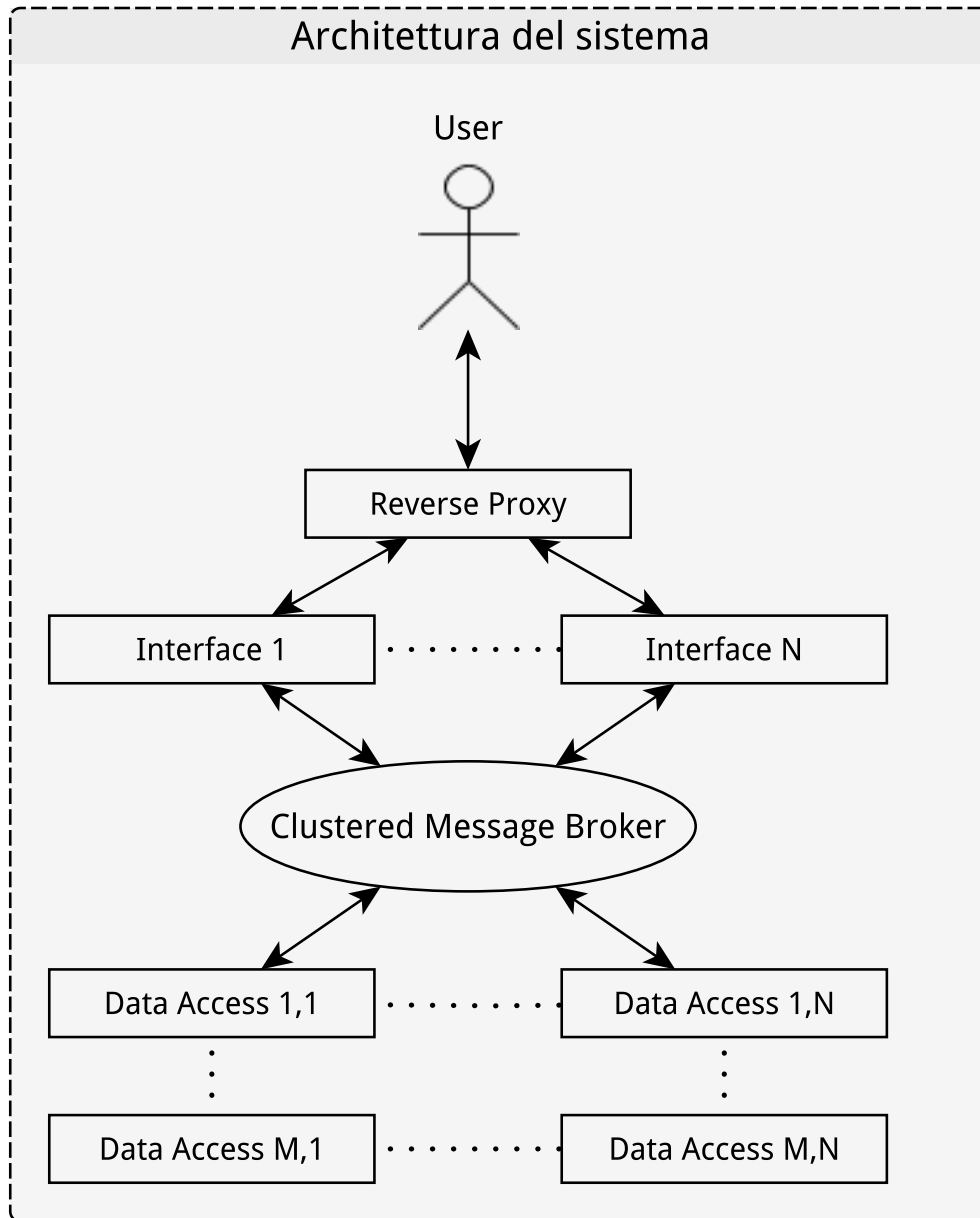 Architettura del sistema
User
Reverse Proxy
Interface 1
Interface N
Clustered Message Broker
Data Access 1,1
Data Access 1,N
Data Access M,1
Data Access M,N